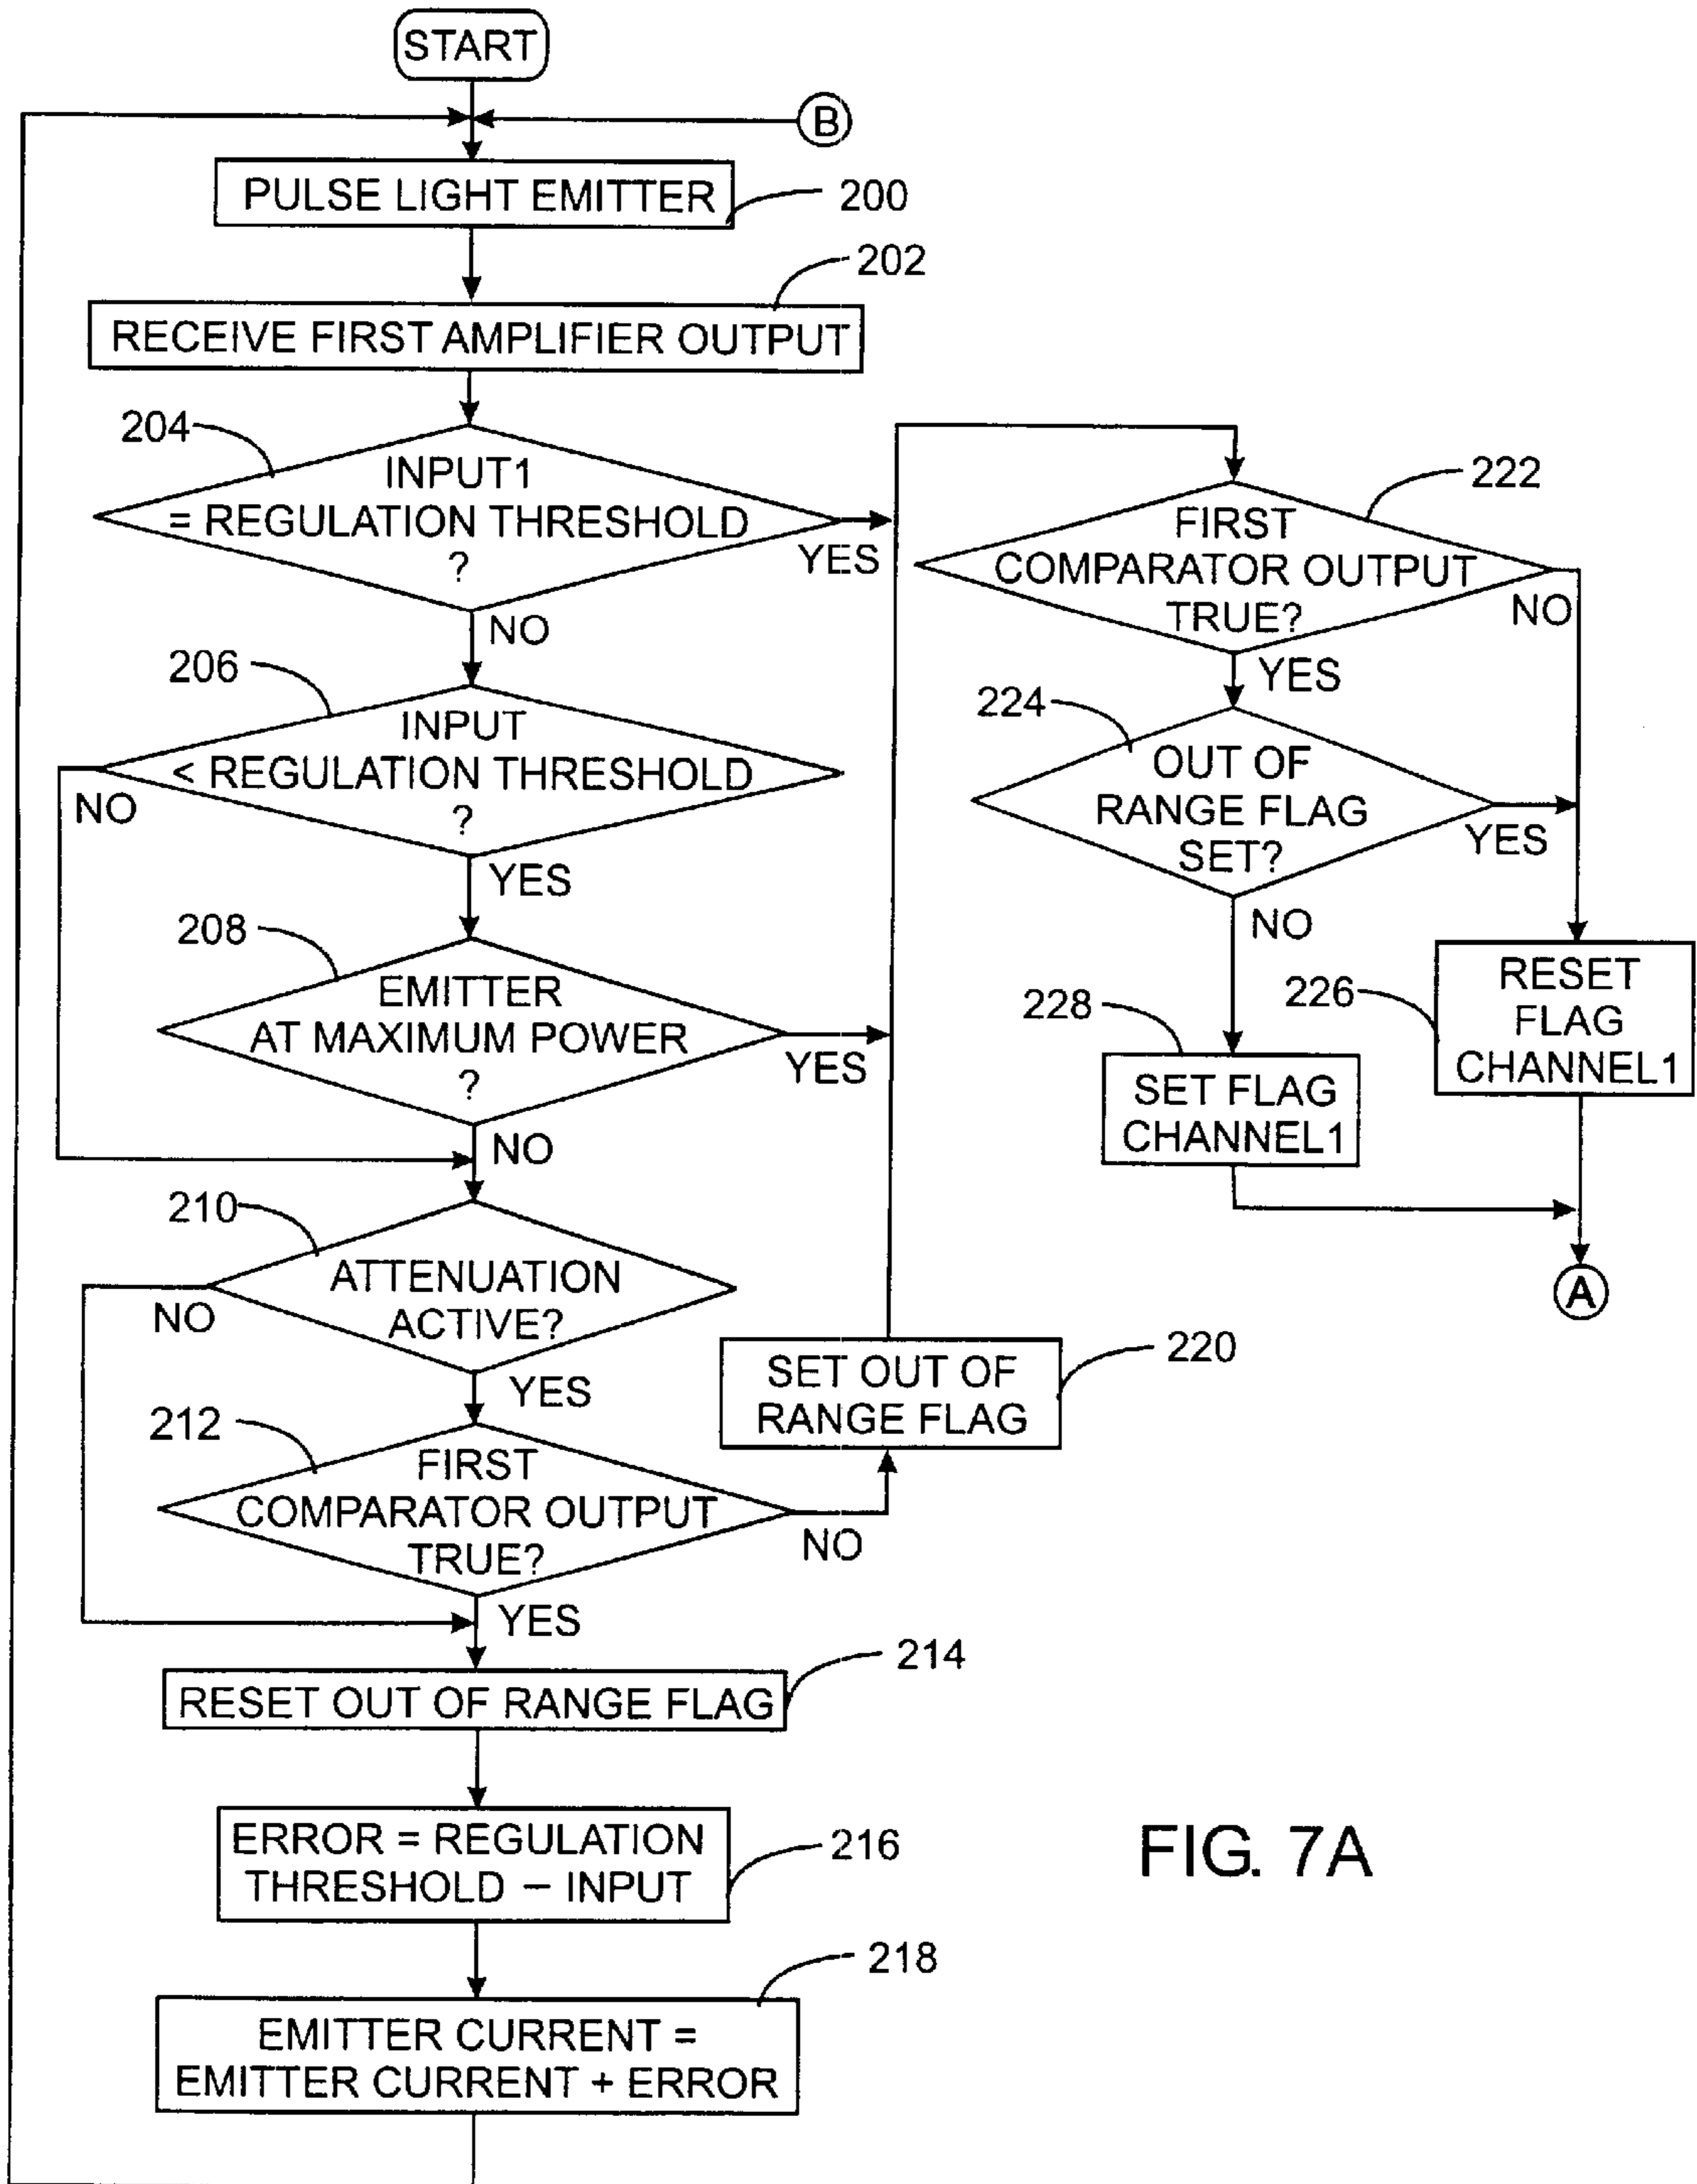 START
B
PULSE LIGHT EMITTER
200
202
RECEIVE FIRST AMPLIFIER OUTPUT
204
INPUT1
= REGULATION THRESHOLD
?
YES
NO
206
INPUT
< REGULATION THRESHOLD
?
NO
YES
208
EMITTER
AT MAXIMUM POWER
?
YES
NO
210
ATTENUATION
ACTIVE?
NO
YES
212
FIRST
COMPARATOR OUTPUT
TRUE?
NO
YES
214
RESET OUT OF RANGE FLAG
ERROR = REGULATION
THRESHOLD – INPUT
216
218
EMITTER CURRENT =
EMITTER CURRENT + ERROR
SET OUT OF
RANGE FLAG
220
222
FIRST
COMPARATOR OUTPUT
TRUE?
NO
YES
224
OUT OF
RANGE FLAG
SET?
YES
NO
228
SET FLAG
CHANNEL1
226
RESET
FLAG
CHANNEL1
A
FIG. 7A